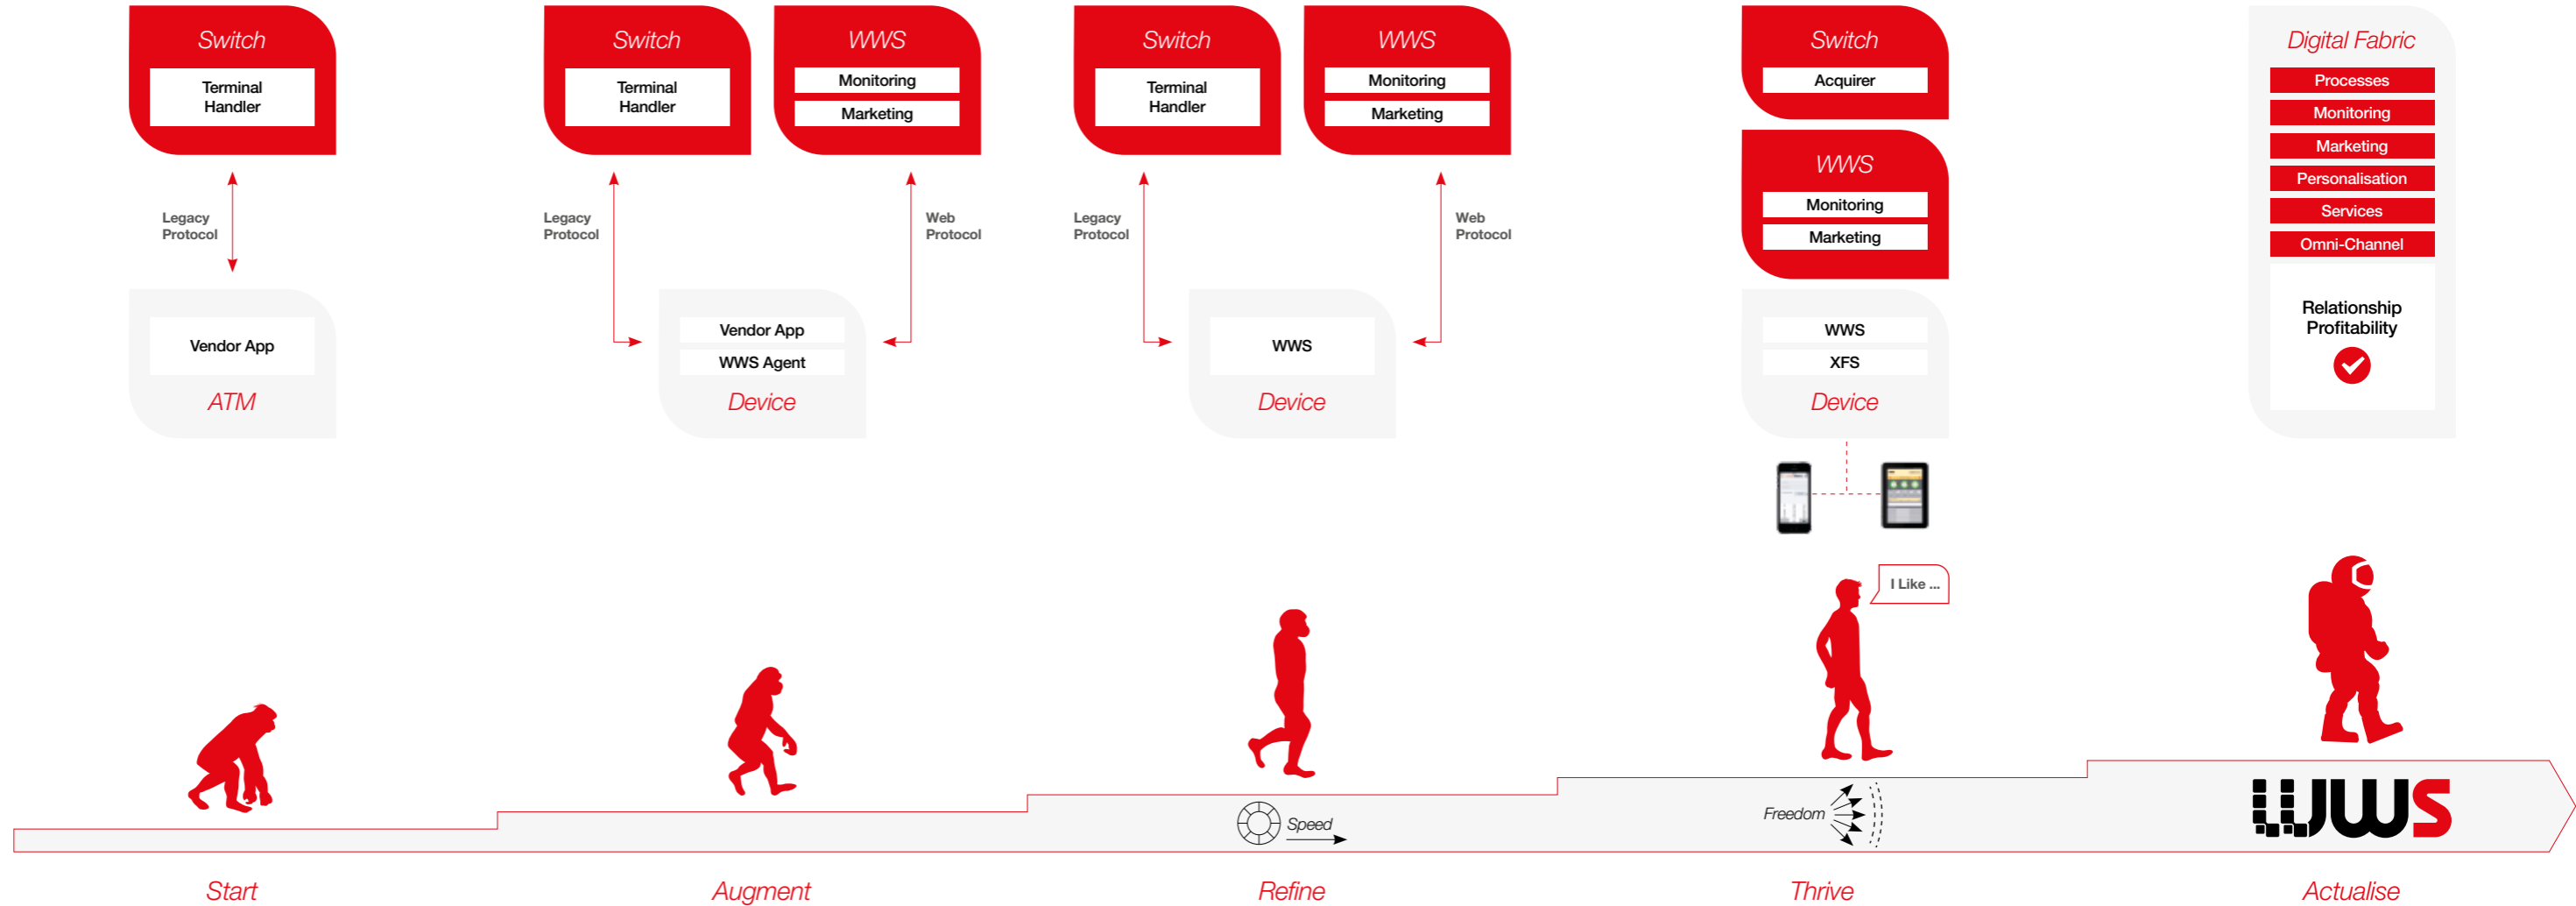 Switch
Terminal
Handler
Legacy
Protocol
Vendor App
ATM
Switch
Terminal
Handler
WWS
Monitoring
Marketing
Legacy
Protocol
Web
Protocol
Vendor App
WWS Agent
Device
Switch
Terminal
Handler
WWS
Monitoring
Marketing
Legacy
Protocol
Web
Protocol
WWS
Device
Switch
Acquirer
WWS
Monitoring
Marketing
WWS
XFS
Device
I Like ...
Digital Fabric
Processes
Monitoring
Marketing
Personalisation
Services
Omni-Channel
Relationship
Profitability
Speed
Freedom
WWS
Start
Augment
Refine
Thrive
Actualise